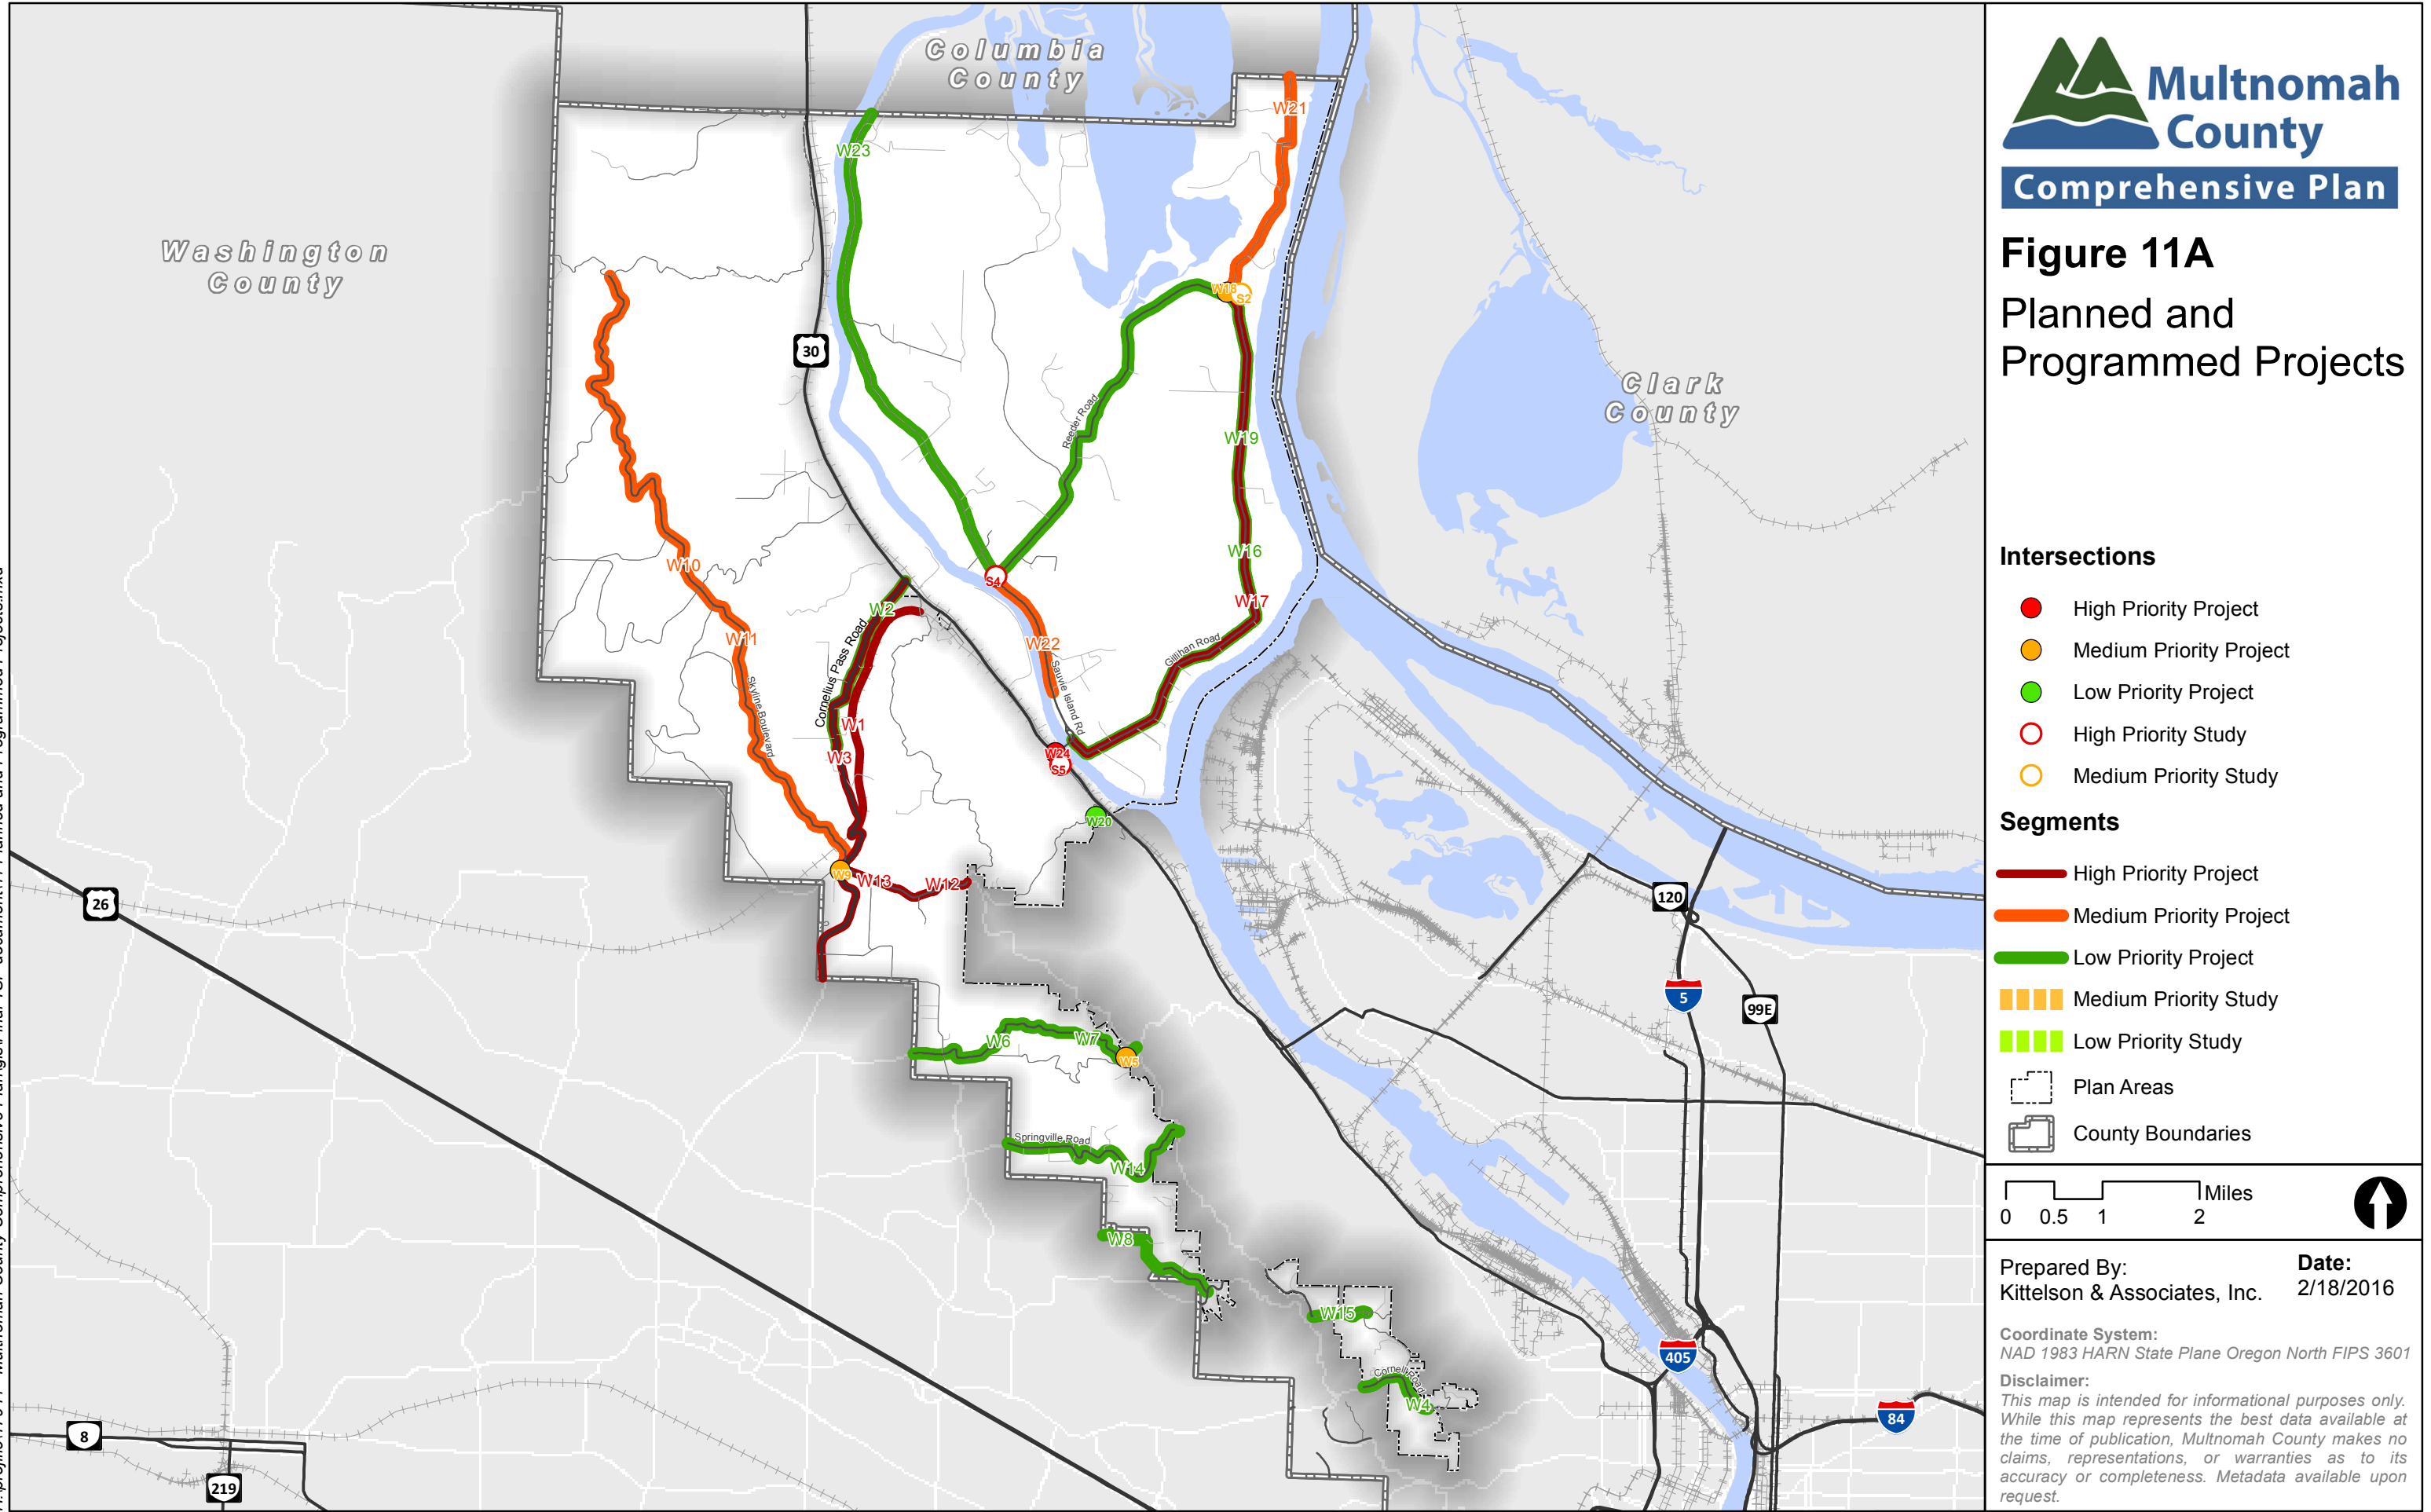 Columbia
County
Washington
County
Clark
County
W21
W23
30
W18
S2
Reeder Road
W19
W10
W16
S4
W2
W17
W11
W22
Cornelius Pass Road
Gillihan Road
Sauvie Island Rd
Skyline Boulevard
W1
W3
W24
S5
W20
W9
W13
W12
26
120
5
99E
W6
W7
W5
Springville Road
W14
W8
W15
Cornell Road
W4
405
84
8
219
Multnomah
County
Comprehensive Plan
Figure 11A
Planned and
Programmed Projects
Intersections
High Priority Project
Medium Priority Project
Low Priority Project
High Priority Study
Medium Priority Study
Segments
High Priority Project
Medium Priority Project
Low Priority Project
Medium Priority Study
Low Priority Study
Plan Areas
County Boundaries
Miles
0 0.5 1 2
Prepared By:
Kittelson & Associates, Inc.
Date:
2/18/2016
Coordinate System:
NAD 1983 HARN State Plane Oregon North FIPS 3601
Disclaimer:
This map is intended for informational purposes only.
While this map represents the best data available at
the time of publication, Multnomah County makes no
claims, representations, or warranties as to its
accuracy or completeness. Metadata available upon
request.